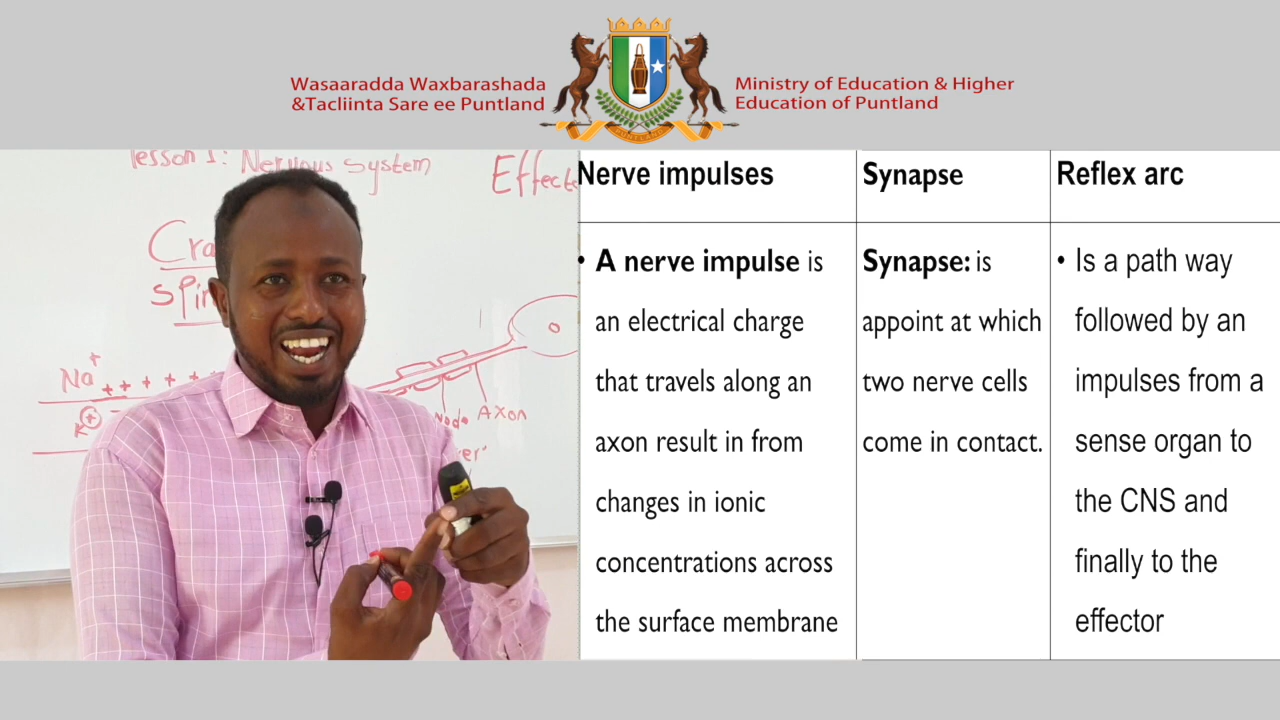 Wasaaradda Waxbarashada
&Tacliinta Sare ee Puntland
Ministry of Education & Higher
Education of Puntland
lesson 1: Nervous system
Spin
Na+
Node
Axon
Nerve impulses
• A nerve impulse is
an electrical charge
that travels along an
axon result in from
changes in ionic
concentrations across
the surface membrane
Synapse
Synapse: is
appoint at which
two nerve cells
come in contact.
Reflex arc
• Is a path way
followed by an
impulses from a
sense organ to
the CNS and
finally to the
effector